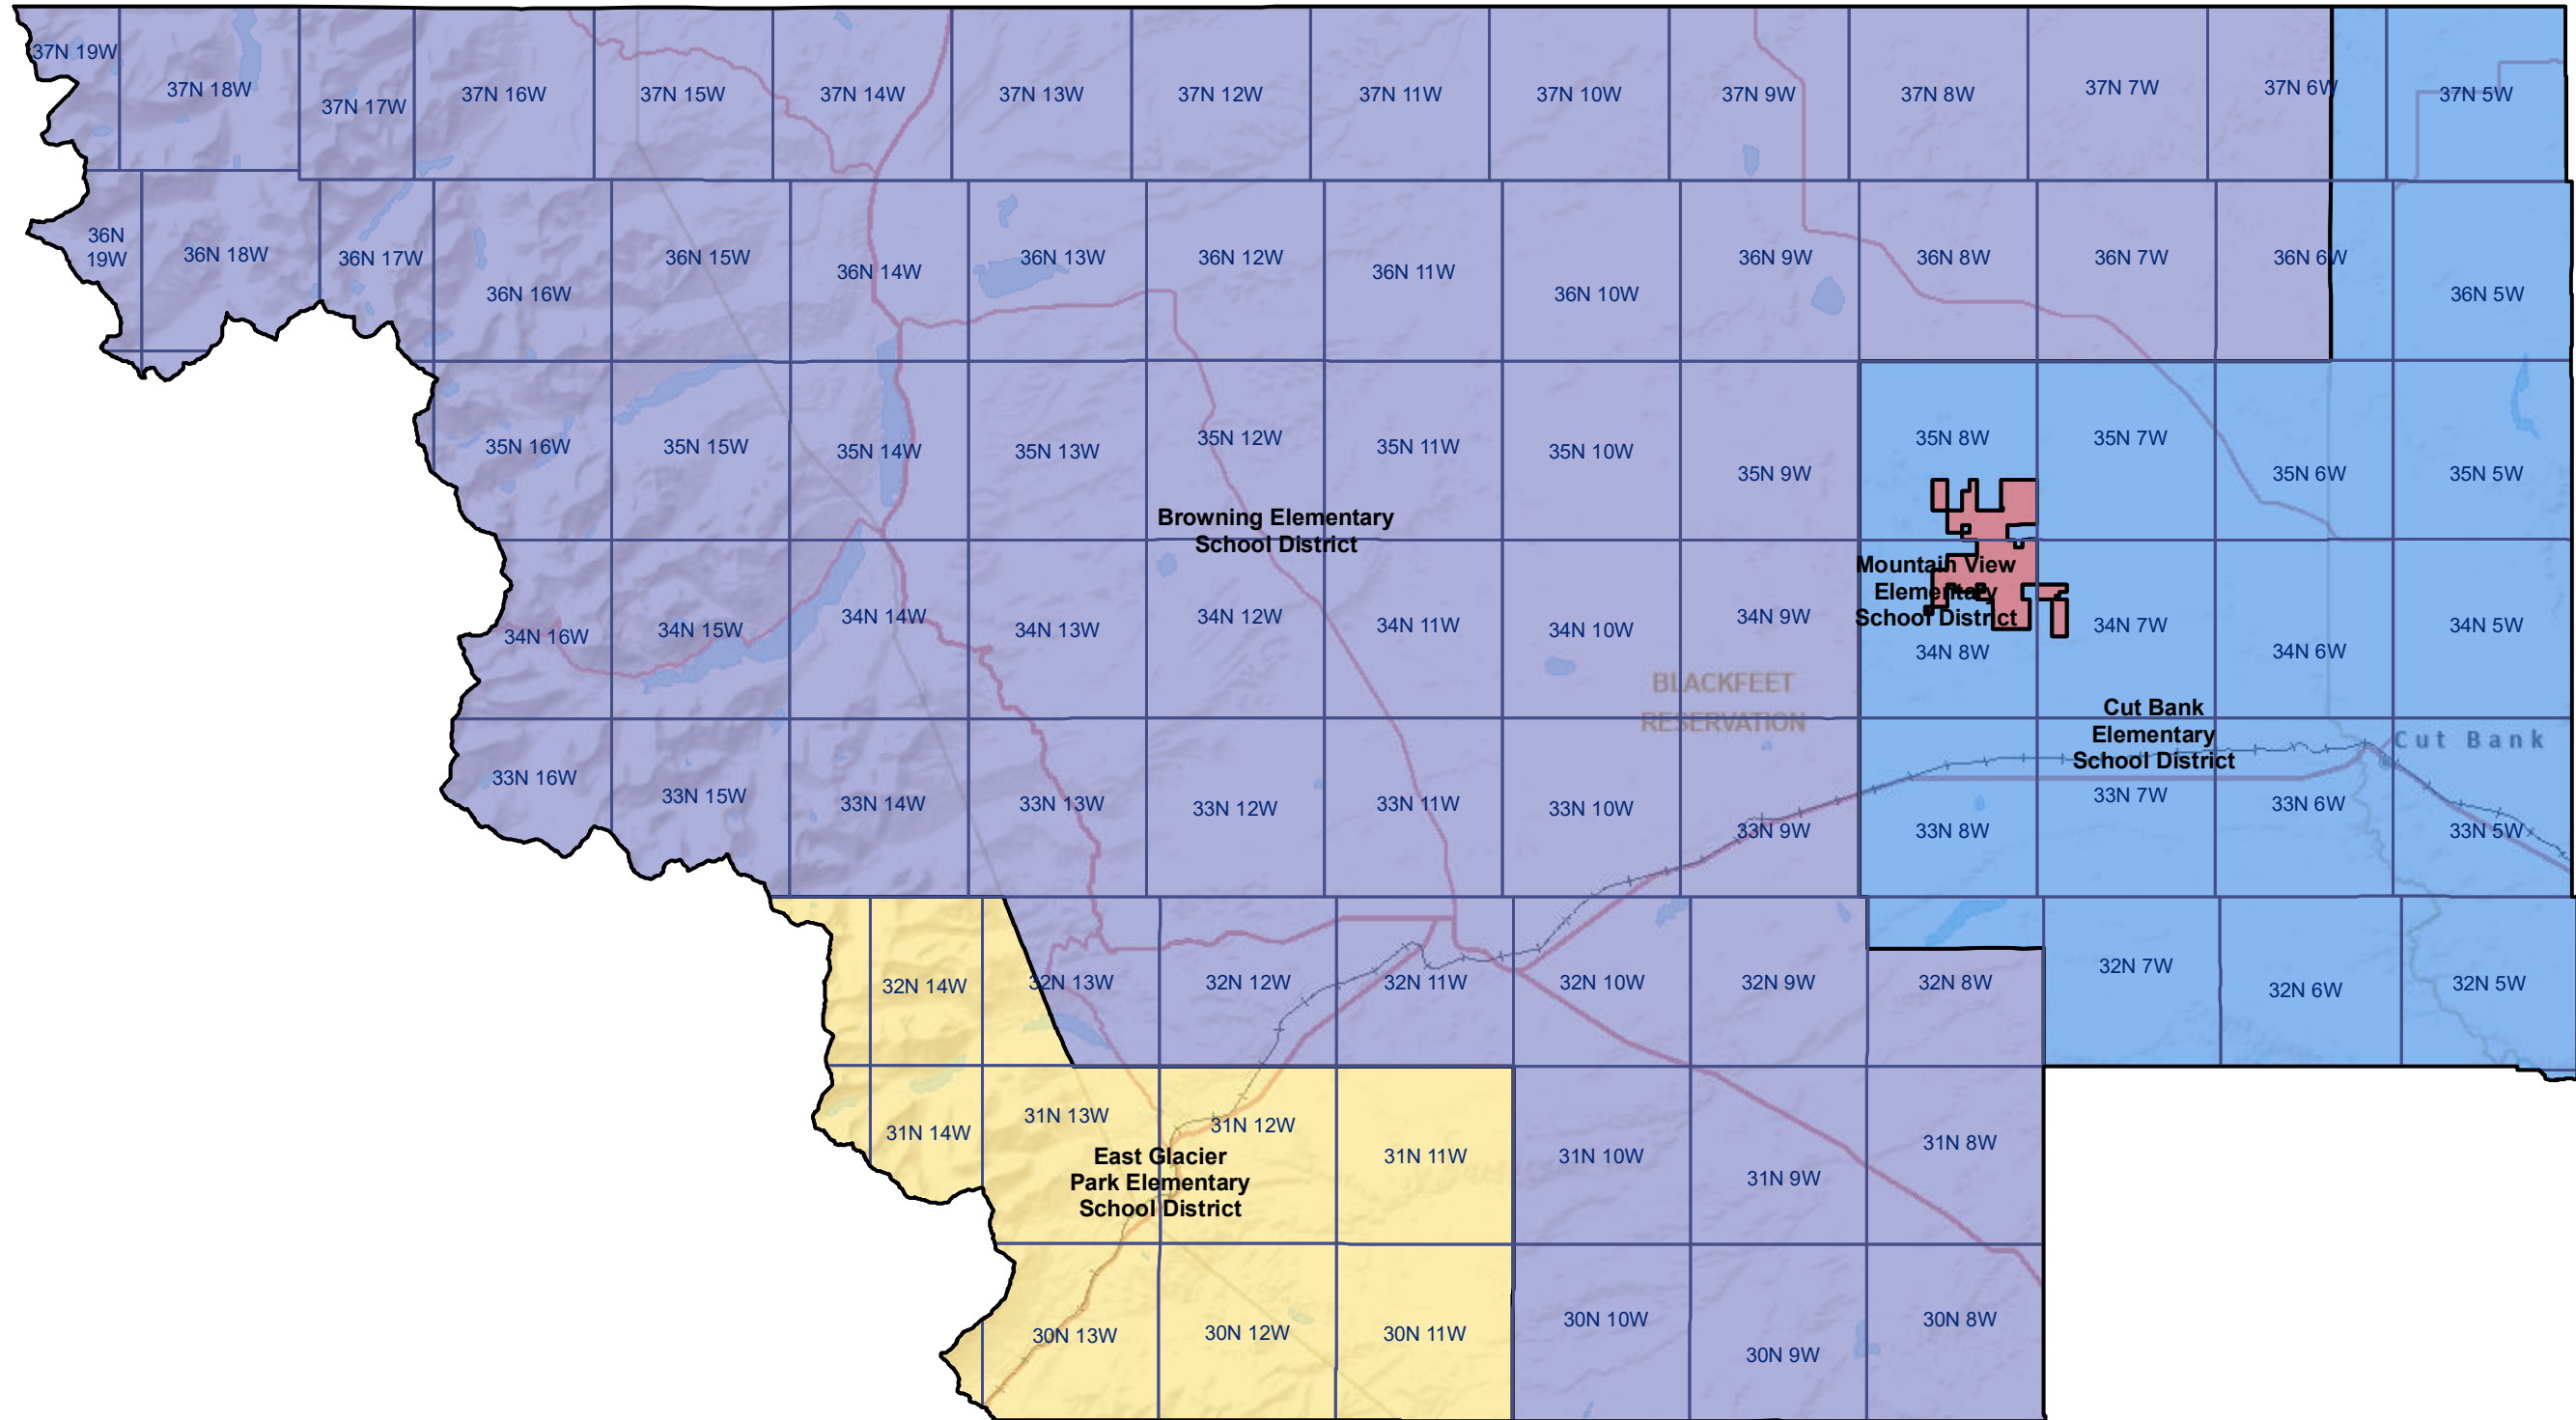 37N 19W
37N 18W
37N 17W
37N 16W
37N 15W
37N 14W
37N 13W
37N 12W
37N 11W
37N 10W
37N 9W
37N 8W
37N 7W
37N 6W
37N 5W
36N
19W
36N 18W
36N 17W
36N 16W
36N 15W
36N 14W
36N 13W
36N 12W
36N 11W
36N 10W
36N 9W
36N 8W
36N 7W
36N 6W
36N 5W
35N 16W
35N 15W
35N 14W
35N 13W
35N 12W
35N 11W
35N 10W
35N 9W
35N 8W
35N 7W
35N 6W
35N 5W
Browning Elementary
School District
Mountain View
Elementary
School District
34N 16W
34N 15W
34N 14W
34N 13W
34N 12W
34N 11W
34N 10W
34N 9W
34N 8W
34N 7W
34N 6W
34N 5W
BLACKFEET
RESERVATION
Cut Bank
Elementary
School District
Cut Bank
33N 16W
33N 15W
33N 14W
33N 13W
33N 12W
33N 11W
33N 10W
33N 9W
33N 8W
33N 7W
33N 6W
33N 5W
32N 14W
32N 13W
32N 12W
32N 11W
32N 10W
32N 9W
32N 8W
32N 7W
32N 6W
32N 5W
31N 14W
31N 13W
31N 12W
31N 11W
31N 10W
31N 9W
31N 8W
East Glacier
Park Elementary
School District
30N 13W
30N 12W
30N 11W
30N 10W
30N 9W
30N 8W